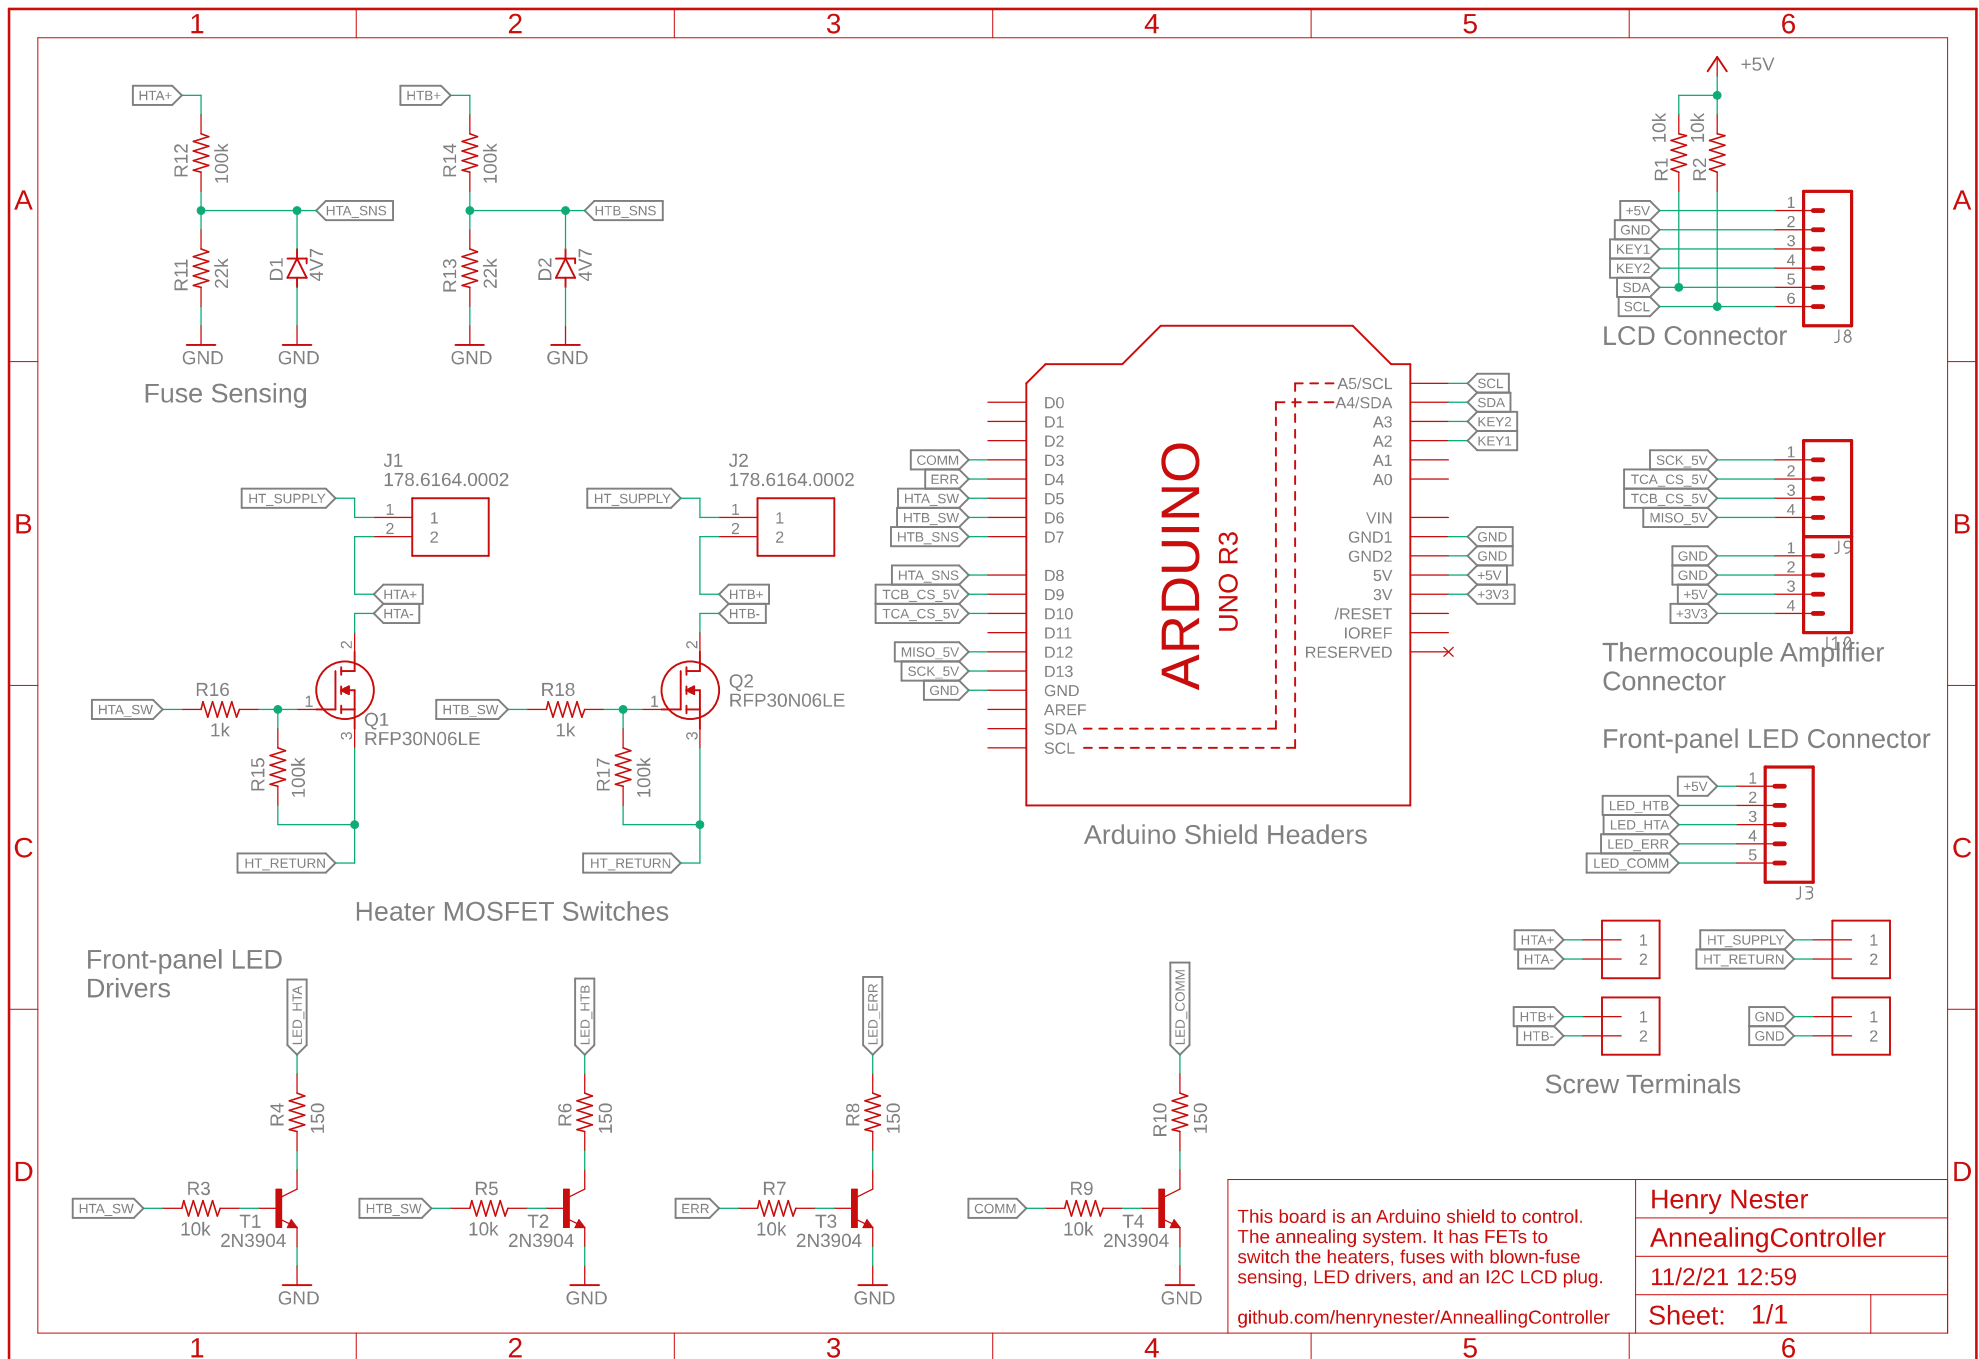 1 2 3 4 5 6
A
A
HTA+
R12
100k
HTA_SNS
R11
22k
D1
4V7
GND
GND
HTB+
R14
100k
HTB_SNS
R13
22k
D2
4V7
GND
GND
Fuse Sensing
+5V
R1
10k
R2
10k
+5V 1
GND 2
KEY1 3
KEY2 4
SDA 5
SCL 6
LCD Connector
J8
B
B
J1
178.6164.0002
HT_SUPPLY
1 1
2 2
HTA+
HTA-
2
HTA_SW
R16
1k
1
Q1
RFP30N06LE
3
R15
100k
HT_RETURN
J2
178.6164.0002
HT_SUPPLY
1 1
2 2
HTB+
HTB-
2
HTB_SW
R18
1k
1
Q2
RFP30N06LE
3
R17
100k
HT_RETURN
Heater MOSFET Switches
ARDUINO
UNO R3
D0
D1
D2
COMM D3
ERR D4
HTA_SW D5
HTB_SW D6
HTB_SNS D7
HTA_SNS D8
TCB_CS_5V D9
TCA_CS_5V D10
D11
MISO_5V D12
SCK_5V D13
GND GND
AREF
SDA
SCL
A5/SCL SCL
A4/SDA SDA
A3 KEY2
A2 KEY1
A1
A0
VIN
GND1 GND
GND2 GND
5V +5V
3V +3V3
/RESET
IOREF
RESERVED
Arduino Shield Headers
SCK_5V 1
TCA_CS_5V 2
TCB_CS_5V 3
MISO_5V 4
J9
GND 1
GND 2
+5V 3
+3V3 4
J10
Thermocouple Amplifier
Connector
C
C
Front-panel LED Connector
+5V 1
LED_HTB 2
LED_HTA 3
LED_ERR 4
LED_COMM 5
J3
HTA+ 1
HTA- 2
HT_SUPPLY 1
HT_RETURN 2
HTB+ 1
HTB- 2
GND 1
GND 2
Screw Terminals
D
D
Front-panel LED
Drivers
LED_HTA
R4
150
HTA_SW
R3
10k
T1
2N3904
GND
LED_HTB
R6
150
HTB_SW
R5
10k
T2
2N3904
GND
LED_ERR
R8
150
ERR
R7
10k
T3
2N3904
GND
LED_COMM
R10
150
COMM
R9
10k
T4
2N3904
GND
This board is an Arduino shield to control.
The annealing system. It has FETs to
switch the heaters, fuses with blown-fuse
sensing, LED drivers, and an I2C LCD plug.
github.com/henrynester/AnneallingController
Henry Nester
AnnealingController
11/2/21 12:59
Sheet: 1/1
1 2 3 4 5 6